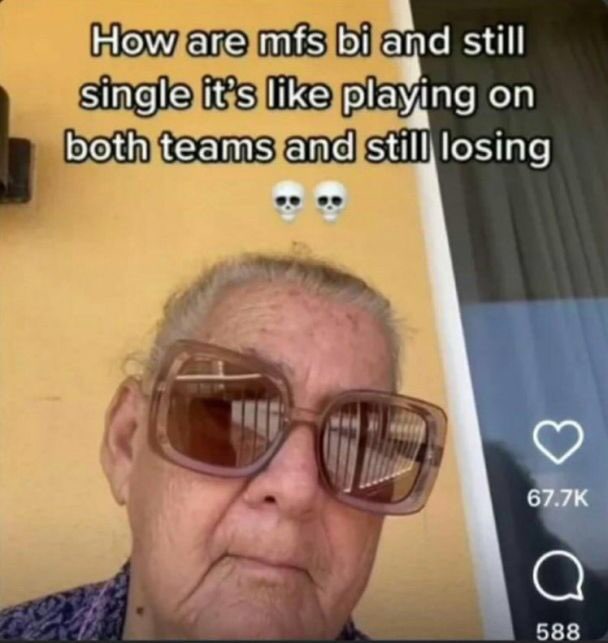 How are mfs bi and still
single it's like playing on
both teams and still losing
💀💀
67.7K
588